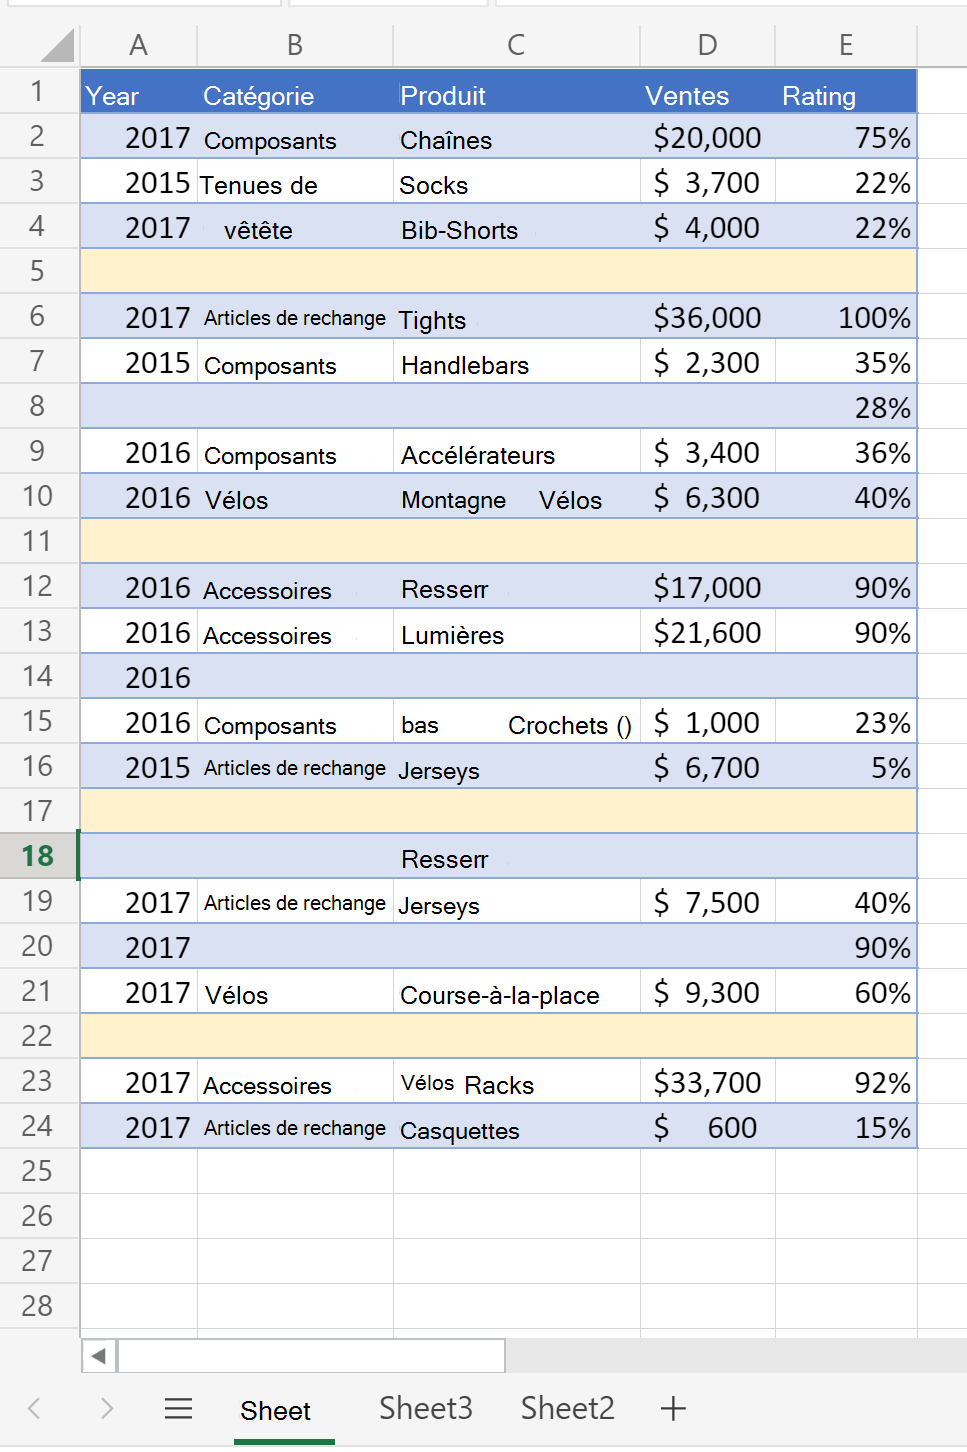 A B C D E
1 Year Catégorie Produit Ventes Rating
2 2017 Composants Chaînes $20,000 75%
3 2015 Tenues de Socks $ 3,700 22%
4 2017 vêtête Bib-Shorts $ 4,000 22%
5
6 2017 Articles de rechange Tights $36,000 100%
7 2015 Composants Handlebars $ 2,300 35%
8 28%
9 2016 Composants Accélérateurs $ 3,400 36%
10 2016 Vélos Montagne Vélos $ 6,300 40%
11
12 2016 Accessoires Resserr $17,000 90%
13 2016 Accessoires Lumières $21,600 90%
14 2016
15 2016 Composants bas Crochets () $ 1,000 23%
16 2015 Articles de rechange Jerseys $ 6,700 5%
17
18 Resserr
19 2017 Articles de rechange Jerseys $ 7,500 40%
20 2017 90%
21 2017 Vélos Course-à-la-place $ 9,300 60%
22
23 2017 Accessoires Vélos Racks $33,700 92%
24 2017 Articles de rechange Casquettes $ 600 15%
25
26
27
28
Sheet Sheet3 Sheet2 +